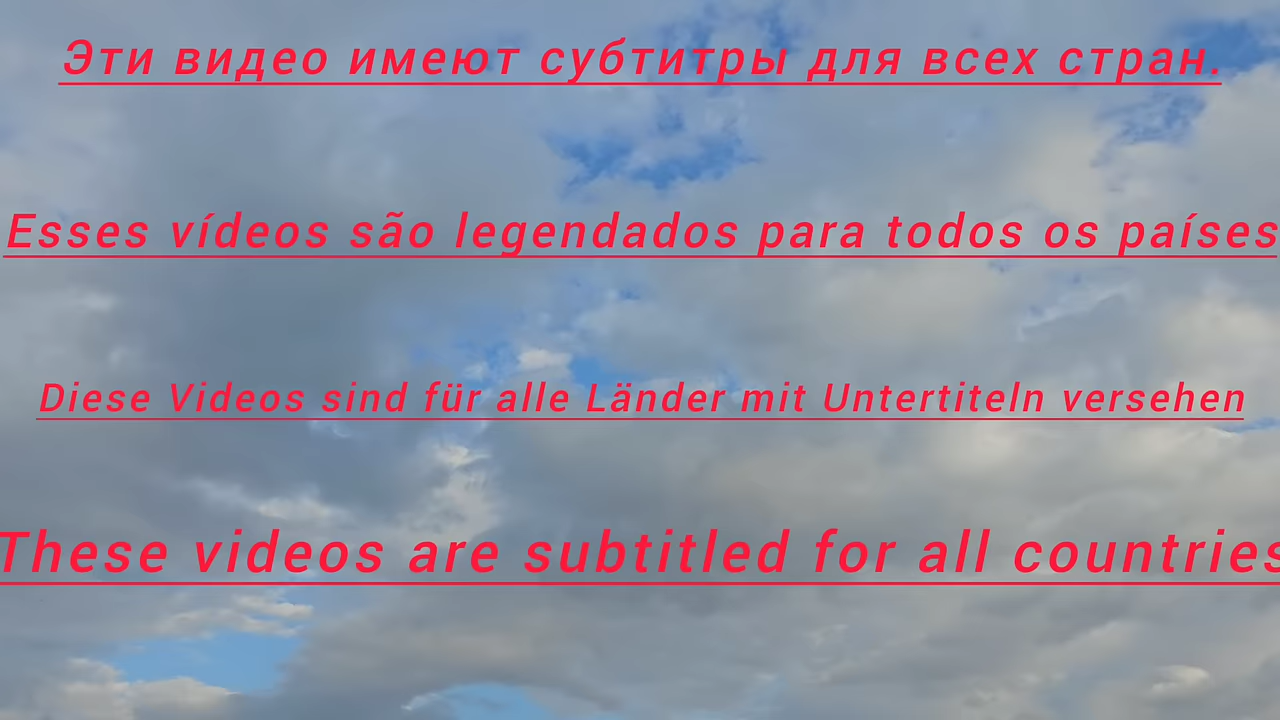 Эти видео имеют субтитры для всех стран.
Esses vídeos são legendados para todos os países
Diese Videos sind für alle Länder mit Untertiteln versehen
These videos are subtitled for all countries